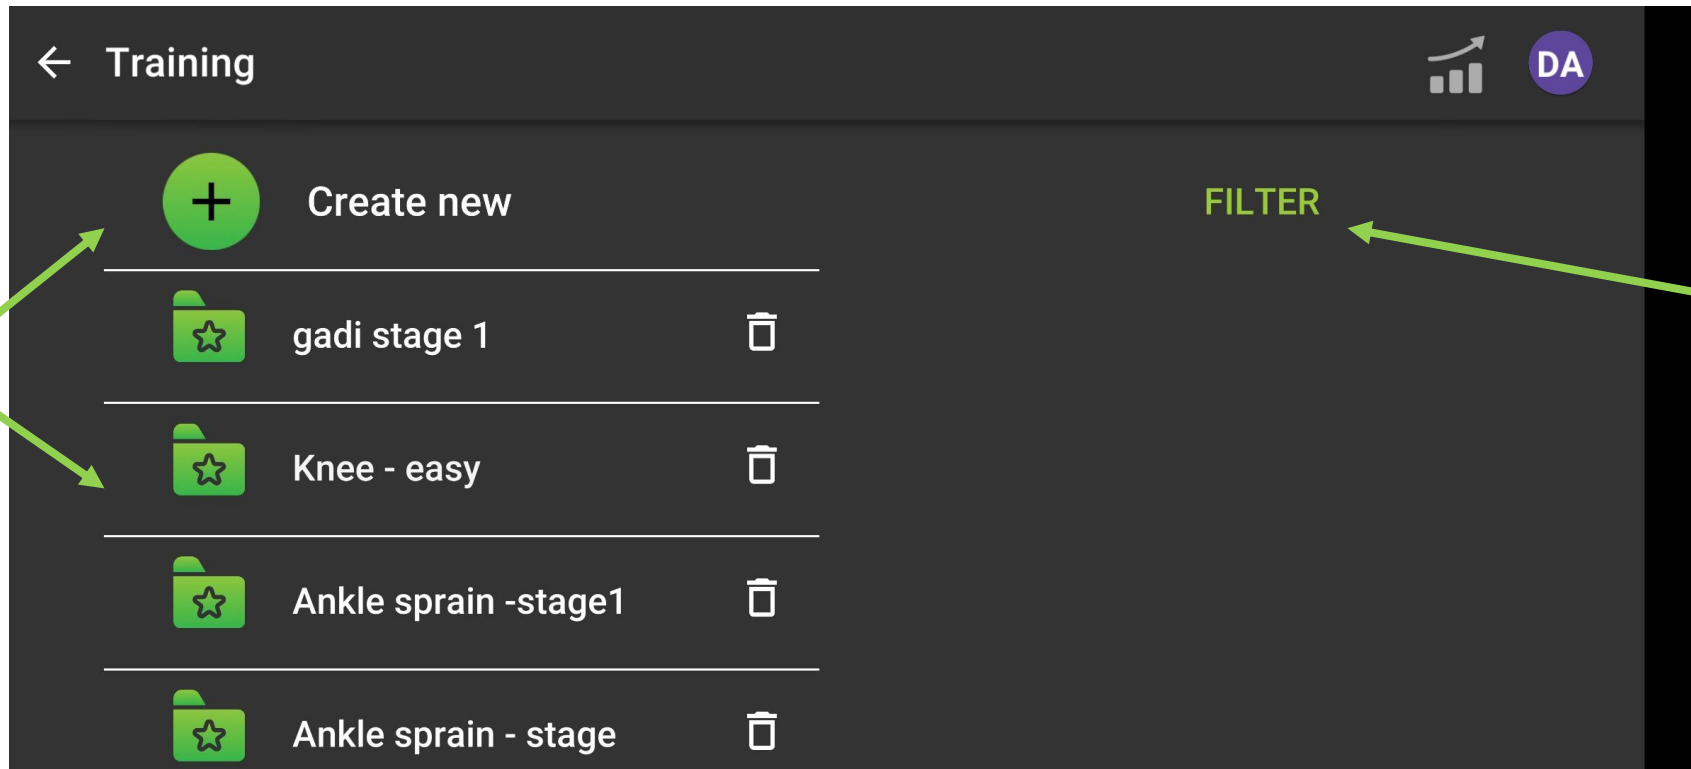 Training
DA
Create new
FILTER
gadi stage 1
Knee - easy
Ankle sprain -stage1
Ankle sprain - stage